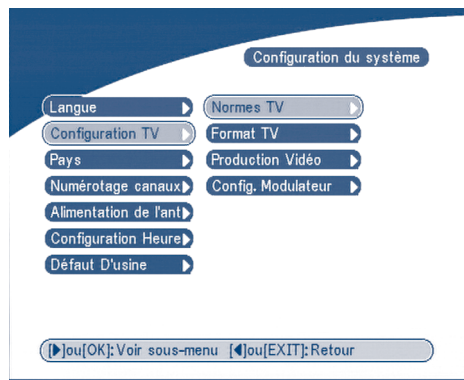 Configuration du système
Langue
Normes TV
Configuration TV
Format TV
Pays
Production Vidéo
Numérotage canaux
Config. Modulateur
Alimentation de l'ant
Configuration Heure
Défaut D'usine
[▶]ou[OK]: Voir sous-menu [◀]ou[EXIT]: Retour